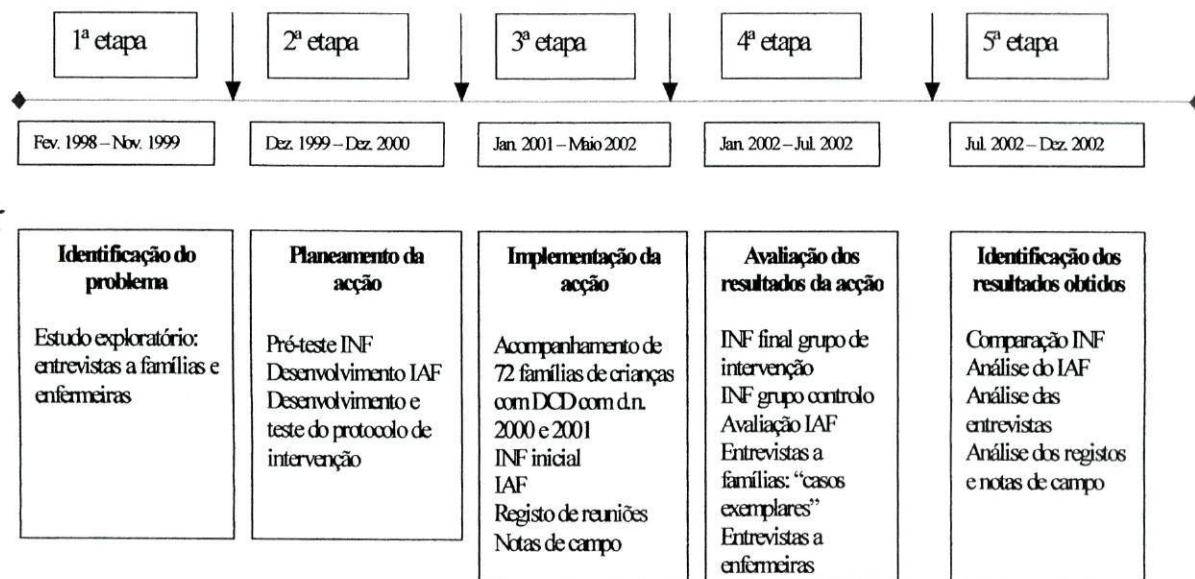 1ª etapa
2ª etapa
3ª etapa
4ª etapa
5ª etapa
Fev. 1998 – Nov. 1999
Dez. 1999 – Dez. 2000
Jan. 2001 – Maio 2002
Jan. 2002 – Jul. 2002
Jul. 2002 – Dez. 2002
Identificação do
problema
Estudo exploratório:
entrevistas a famílias e
enfermeiras
Planeamento da
acção
Pré-teste INF
Desenvolvimento IAF
Desenvolvimento e
teste do protocolo de
intervenção
Implementação da
acção
Acompanhamento de
72 famílias de crianças
com DCD com d.n.
2000 e 2001
INF inicial
IAF
Registo de reuniões
Notas de campo
Avaliação dos
resultados da acção
INF final grupo de
intervenção
INF grupo controlo
Avaliação IAF
Entrevistas a
famílias: “casos
exemplares”
Entrevistas a
enfermeiras
Identificação dos
resultados obtidos
Comparação INF
Análise do IAF
Análise das
entrevistas
Análise dos registos
e notas de campo